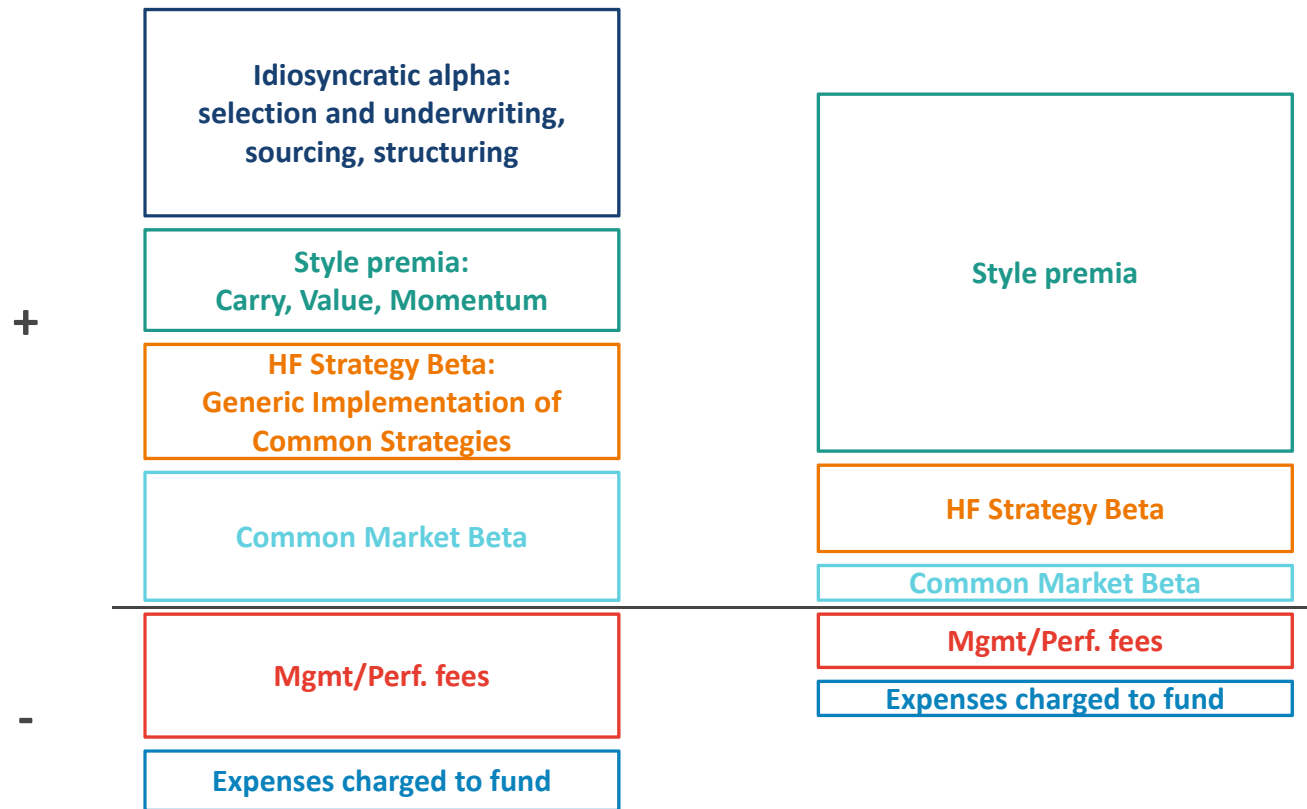 Idiosyncratic alpha:
selection and underwriting,
sourcing, structuring
Style premia:
Carry, Value, Momentum
+
HF Strategy Beta:
Generic Implementation of
Common Strategies
Common Market Beta
Mgmt/Perf. fees
-
Expenses charged to fund
Style premia
HF Strategy Beta
Common Market Beta
Mgmt/Perf. fees
Expenses charged to fund